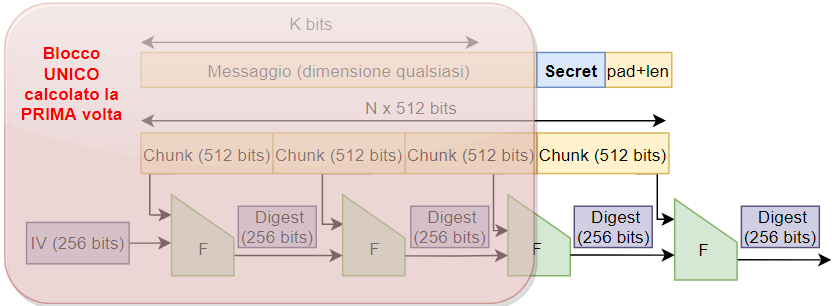 K bits
Blocco
UNICO
calcolato la
PRIMA volta
Messaggio (dimensione qualsiasi)
Secret
pad+len
N x 512 bits
Chunk (512 bits)
Chunk (512 bits)
Chunk (512 bits)
Chunk (512 bits)
IV (256 bits)
F
Digest
(256 bits)
F
Digest
(256 bits)
F
Digest
(256 bits)
F
Digest
(256 bits)